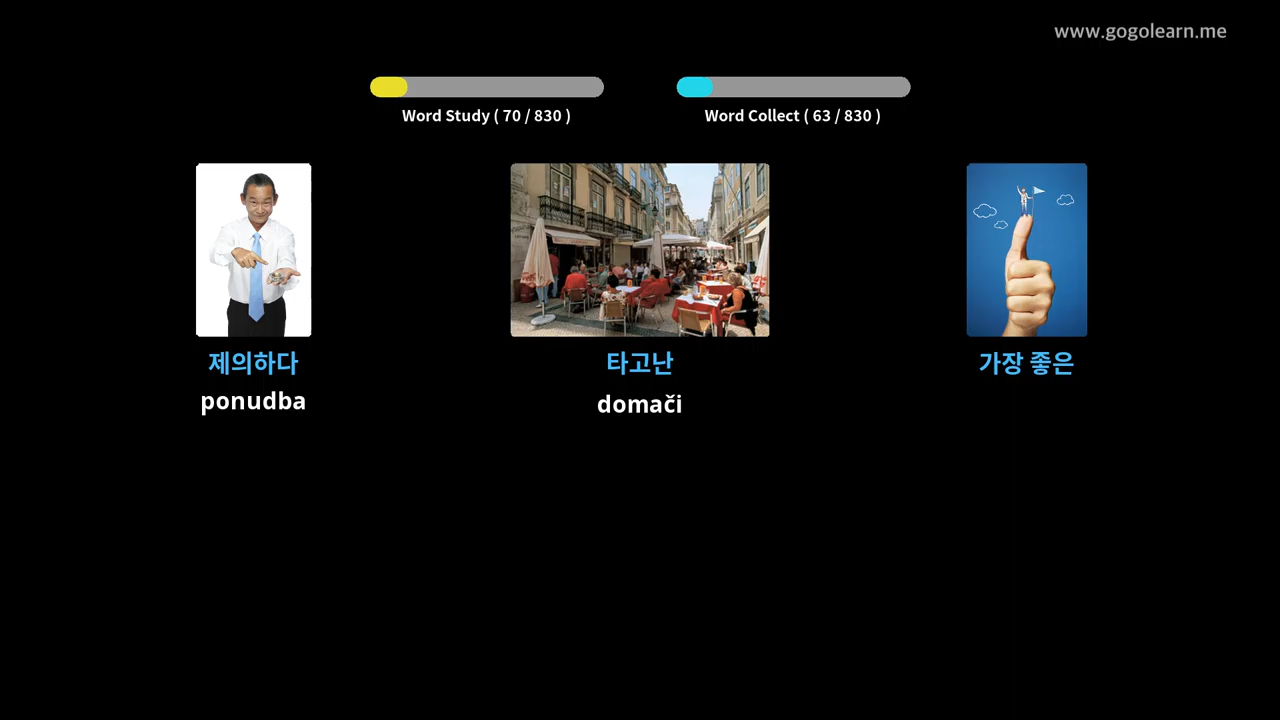 www.gogolearn.me
Word Study ( 70 / 830 )
Word Collect ( 63 / 830 )
제의하다
타고난
가장 좋은
ponudba
domači